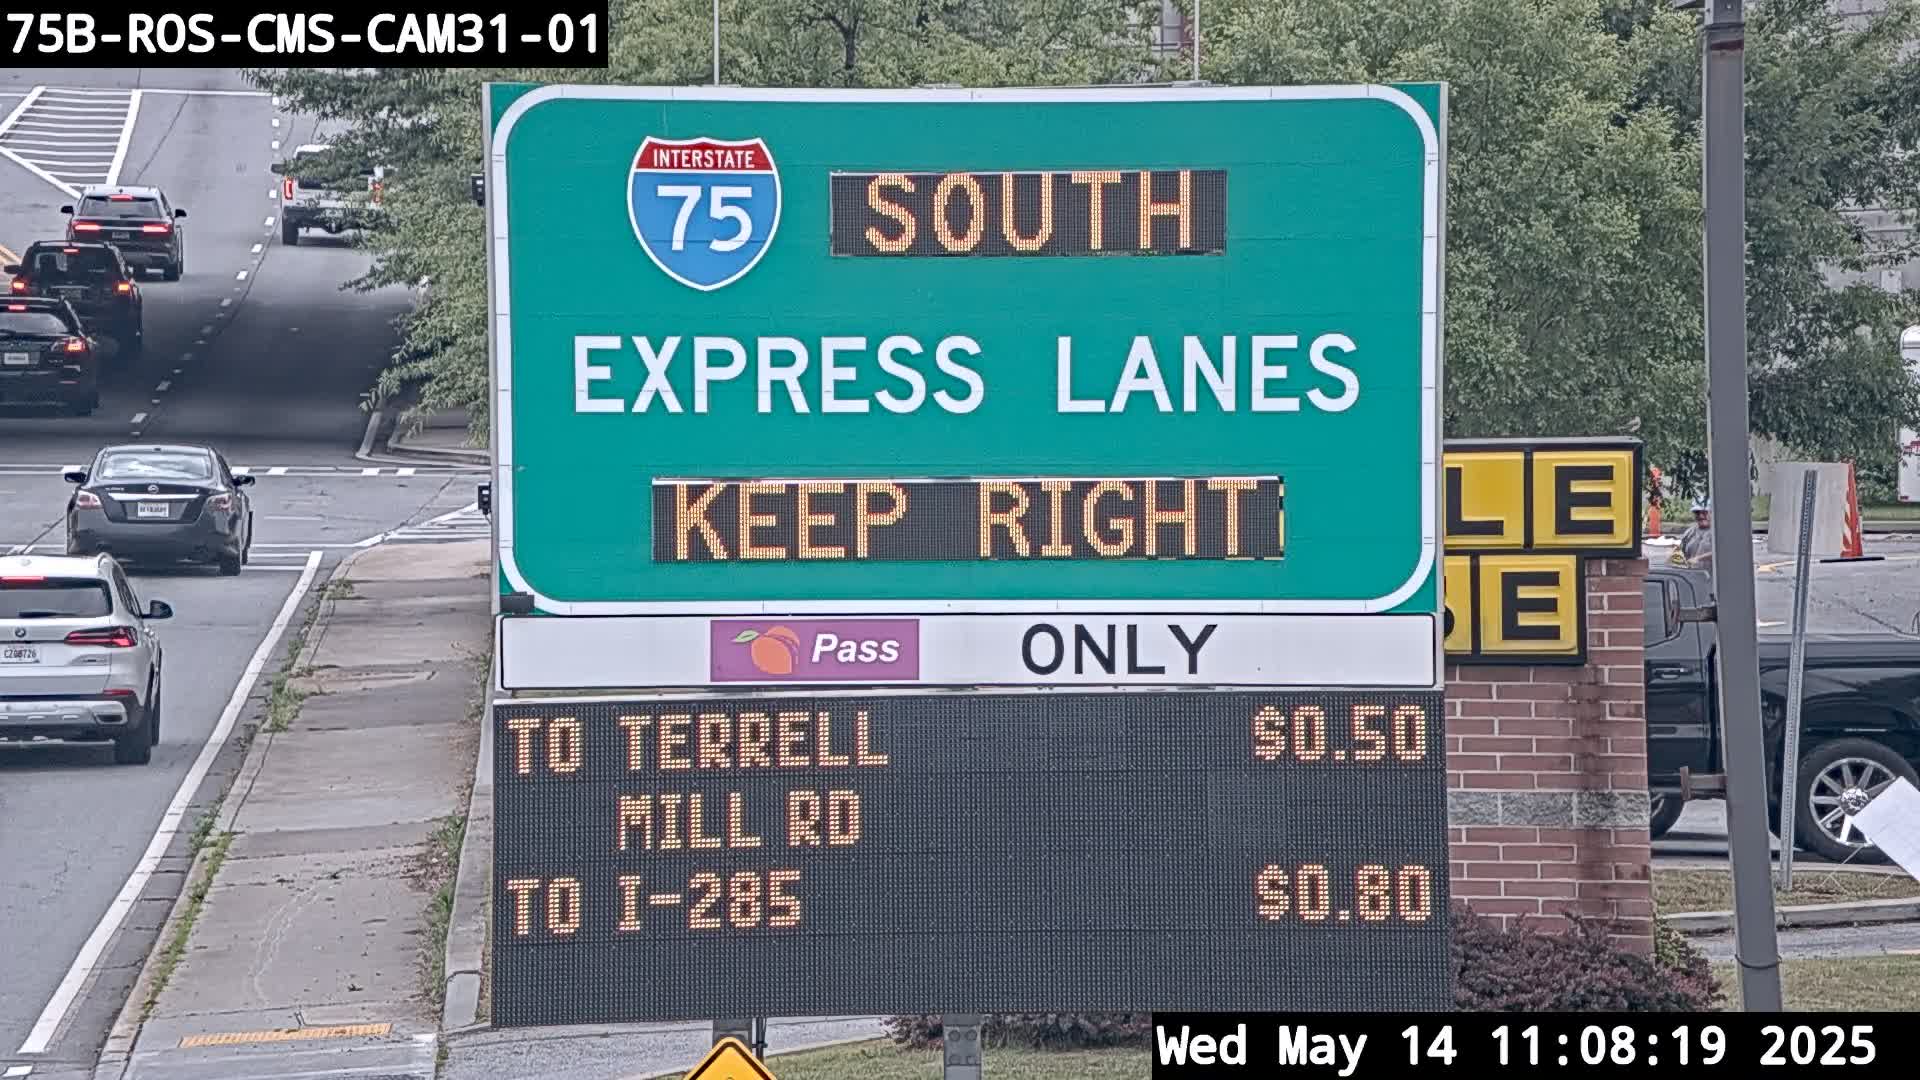 75B-ROS-CMS-CAM31-01
INTERSTATE
75
SOUTH
EXPRESS LANES
KEEP RIGHT
Pass ONLY
LE
E
TO TERRELL $0.50
MILL RD
TO I-285 $0.80
Wed May 14 11:08:19 2025